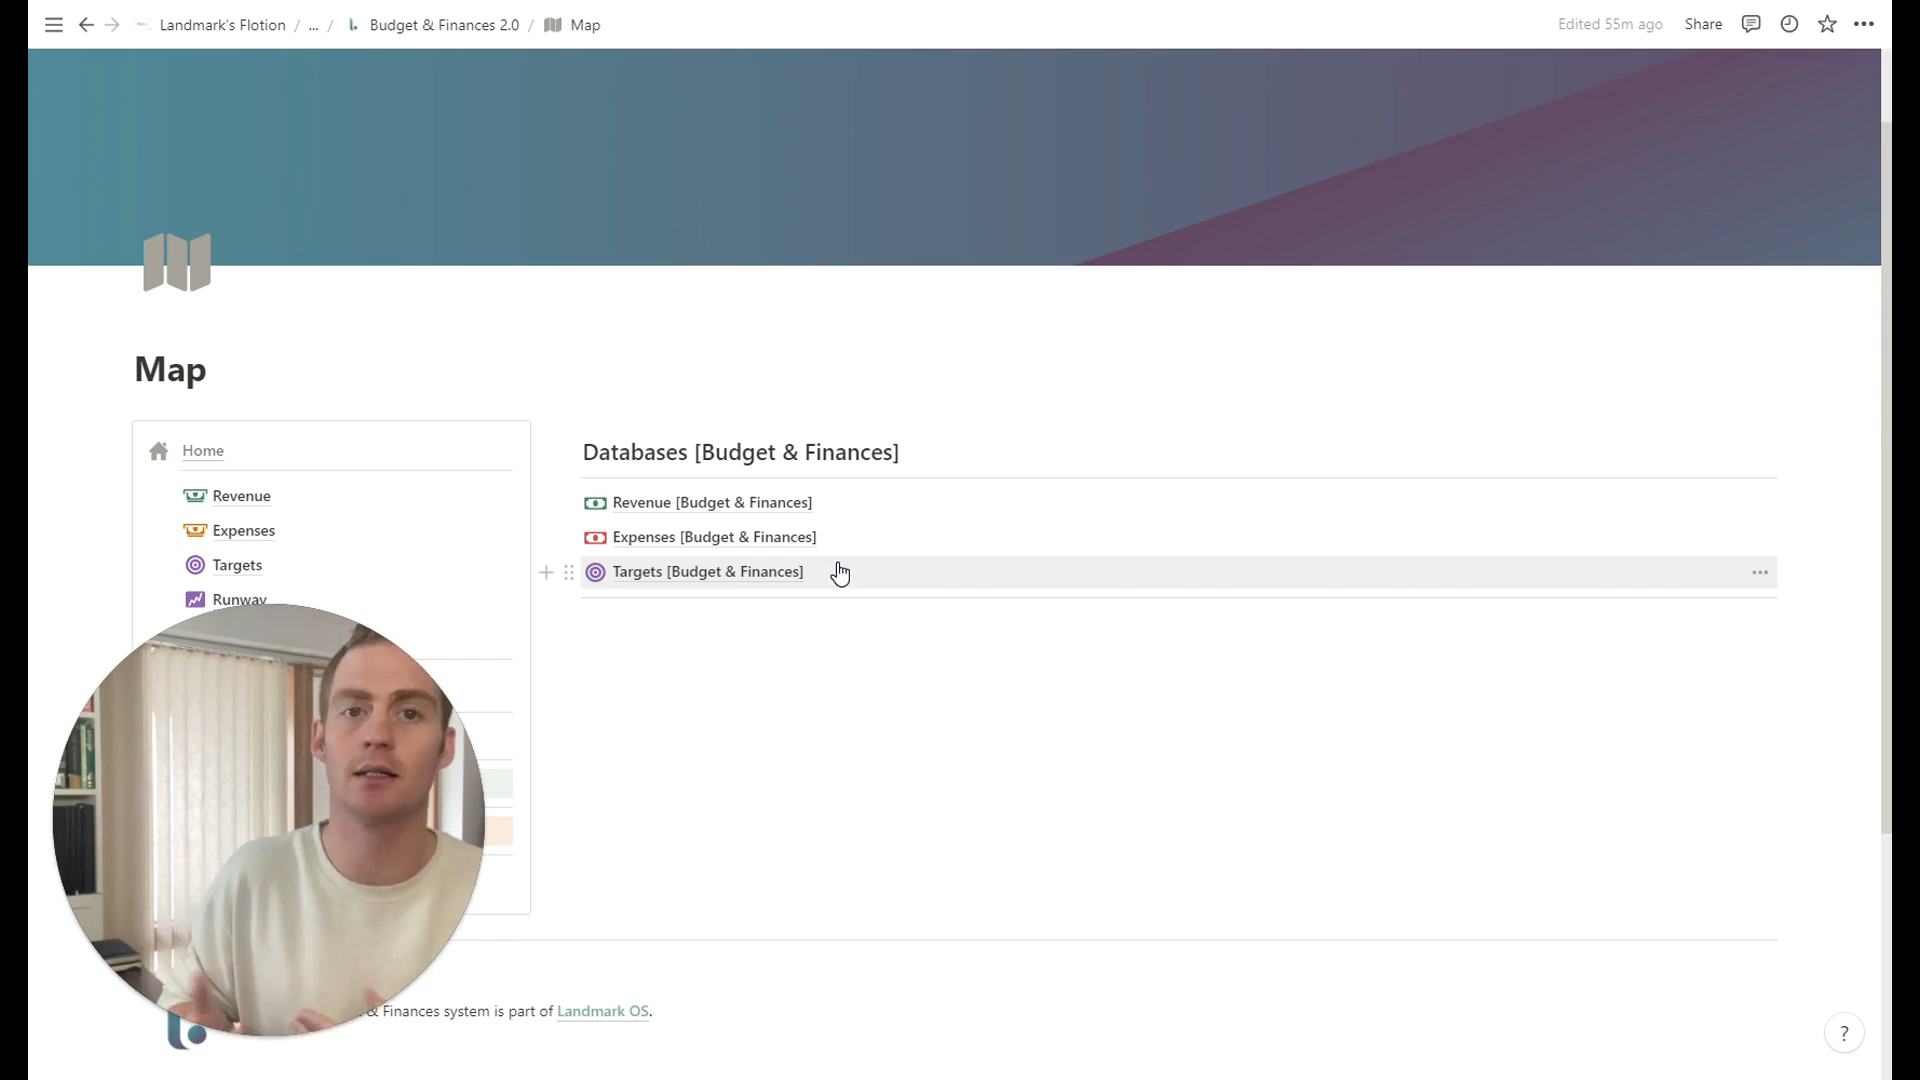 Landmark's Flotion / ... / Budget & Finances 2.0 / Map
Edited 55m ago Share
Map
Home
Revenue
Expenses
Targets
Runway
Databases [Budget & Finances]
Revenue [Budget & Finances]
Expenses [Budget & Finances]
Targets [Budget & Finances]
& Finances system is part of Landmark OS.
?